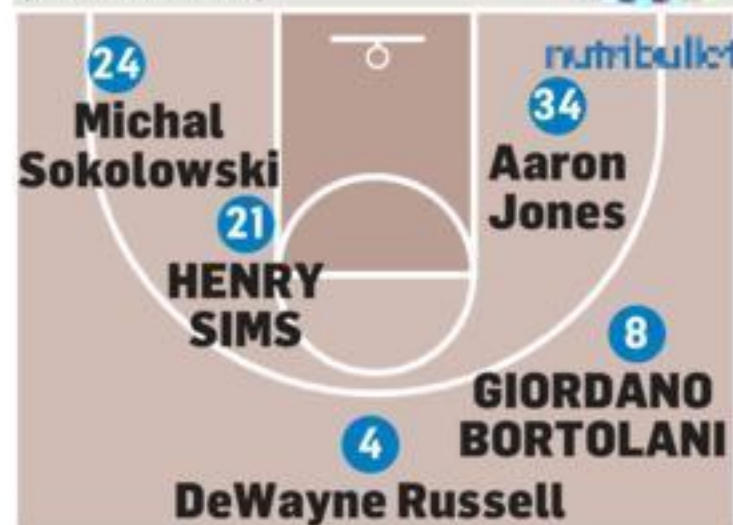 nutribullet
24
Michal
Sokolowski
34
Aaron
Jones
21
HENRY
SIMS
8
GIORDANO
BORTOLANI
4
DeWayne Russell